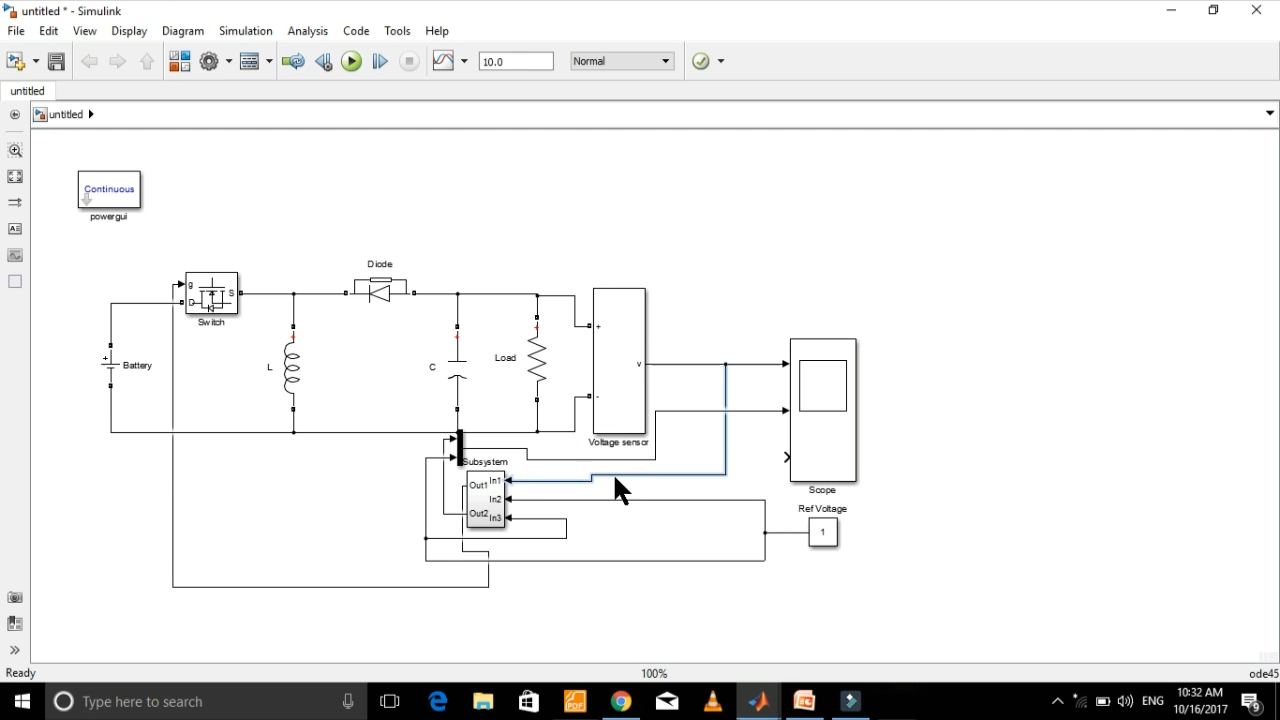 untitled * - Simulink
File Edit View Display Diagram Simulation Analysis Code Tools Help
10.0 Normal
untitled
untitled
Continuous
powergui
Diode
g
D
S
Switch
+
Battery
L
C
Load
+
-
v
Voltage sensor
Scope
Subsystem
Out1
Out2
In1
In2
In3
Ref Voltage
1
Ready 100% ode45
Type here to search
ENG
10:32 AM
10/16/2017
9